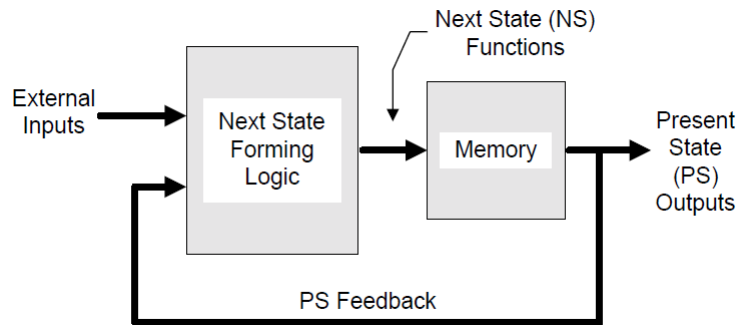 Next State (NS)
Functions
External
Inputs
Next State
Forming
Logic
Memory
Present
State
(PS)
Outputs
PS Feedback